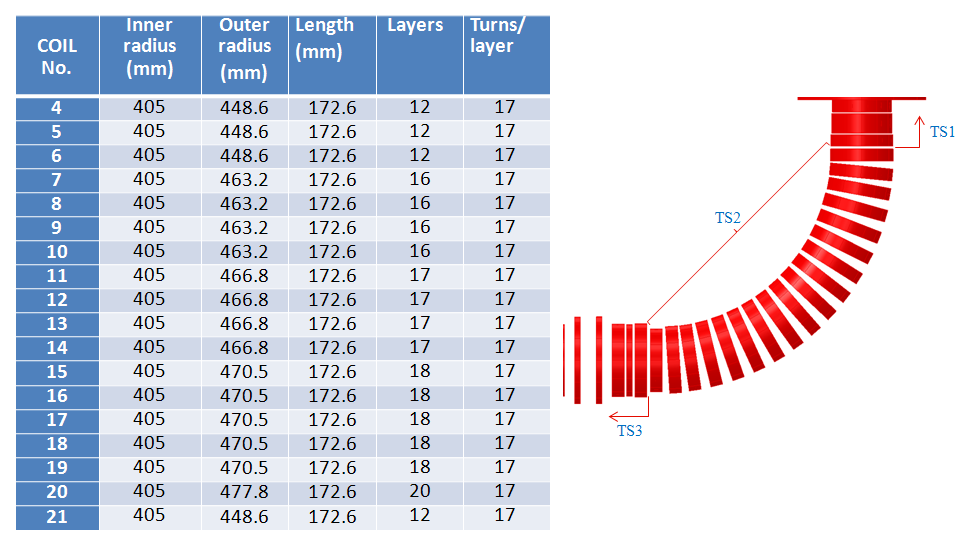 COIL No. Inner radius (mm) Outer radius (mm) Length (mm) Layers Turns/ layer
4 405 448.6 172.6 12 17
5 405 448.6 172.6 12 17
6 405 448.6 172.6 12 17
7 405 463.2 172.6 16 17
8 405 463.2 172.6 16 17
9 405 463.2 172.6 16 17
10 405 463.2 172.6 16 17
11 405 466.8 172.6 17 17
12 405 466.8 172.6 17 17
13 405 466.8 172.6 17 17
14 405 466.8 172.6 17 17
15 405 470.5 172.6 18 17
16 405 470.5 172.6 18 17
17 405 470.5 172.6 18 17
18 405 470.5 172.6 18 17
19 405 470.5 172.6 18 17
20 405 477.8 172.6 20 17
21 405 448.6 172.6 12 17
TS1
TS2
TS3